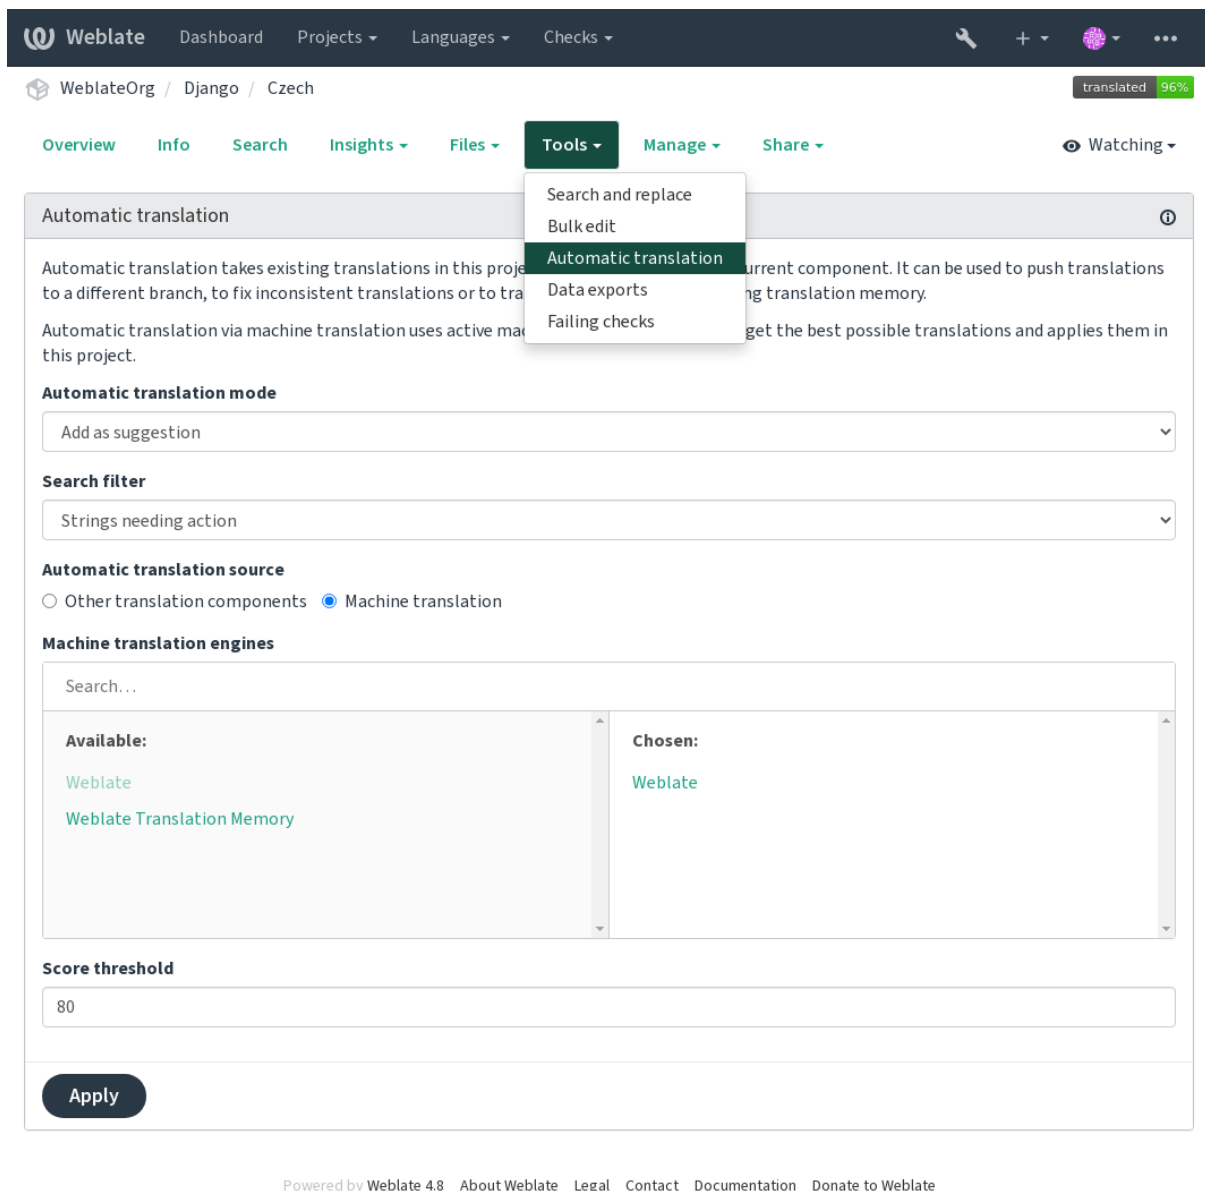 Weblate Dashboard Projects Languages Checks
WeblateOrg / Django / Czech translated 96%
Overview Info Search Insights Files Tools Manage Share Watching
Search and replace
Bulk edit
Automatic translation
Data exports
Failing checks
Automatic translation
Automatic translation takes existing translations in this proje urrent component. It can be used to push translations
to a different branch, to fix inconsistent translations or to tra ng translation memory.
Automatic translation via machine translation uses active mac get the best possible translations and applies them in
this project.
Automatic translation mode
Add as suggestion
Search filter
Strings needing action
Automatic translation source
Other translation components Machine translation
Machine translation engines
Search...
Available: Chosen:
Weblate Weblate
Weblate Translation Memory
Score threshold
80
Apply
Powered by Weblate 4.8 About Weblate Legal Contact Documentation Donate to Weblate